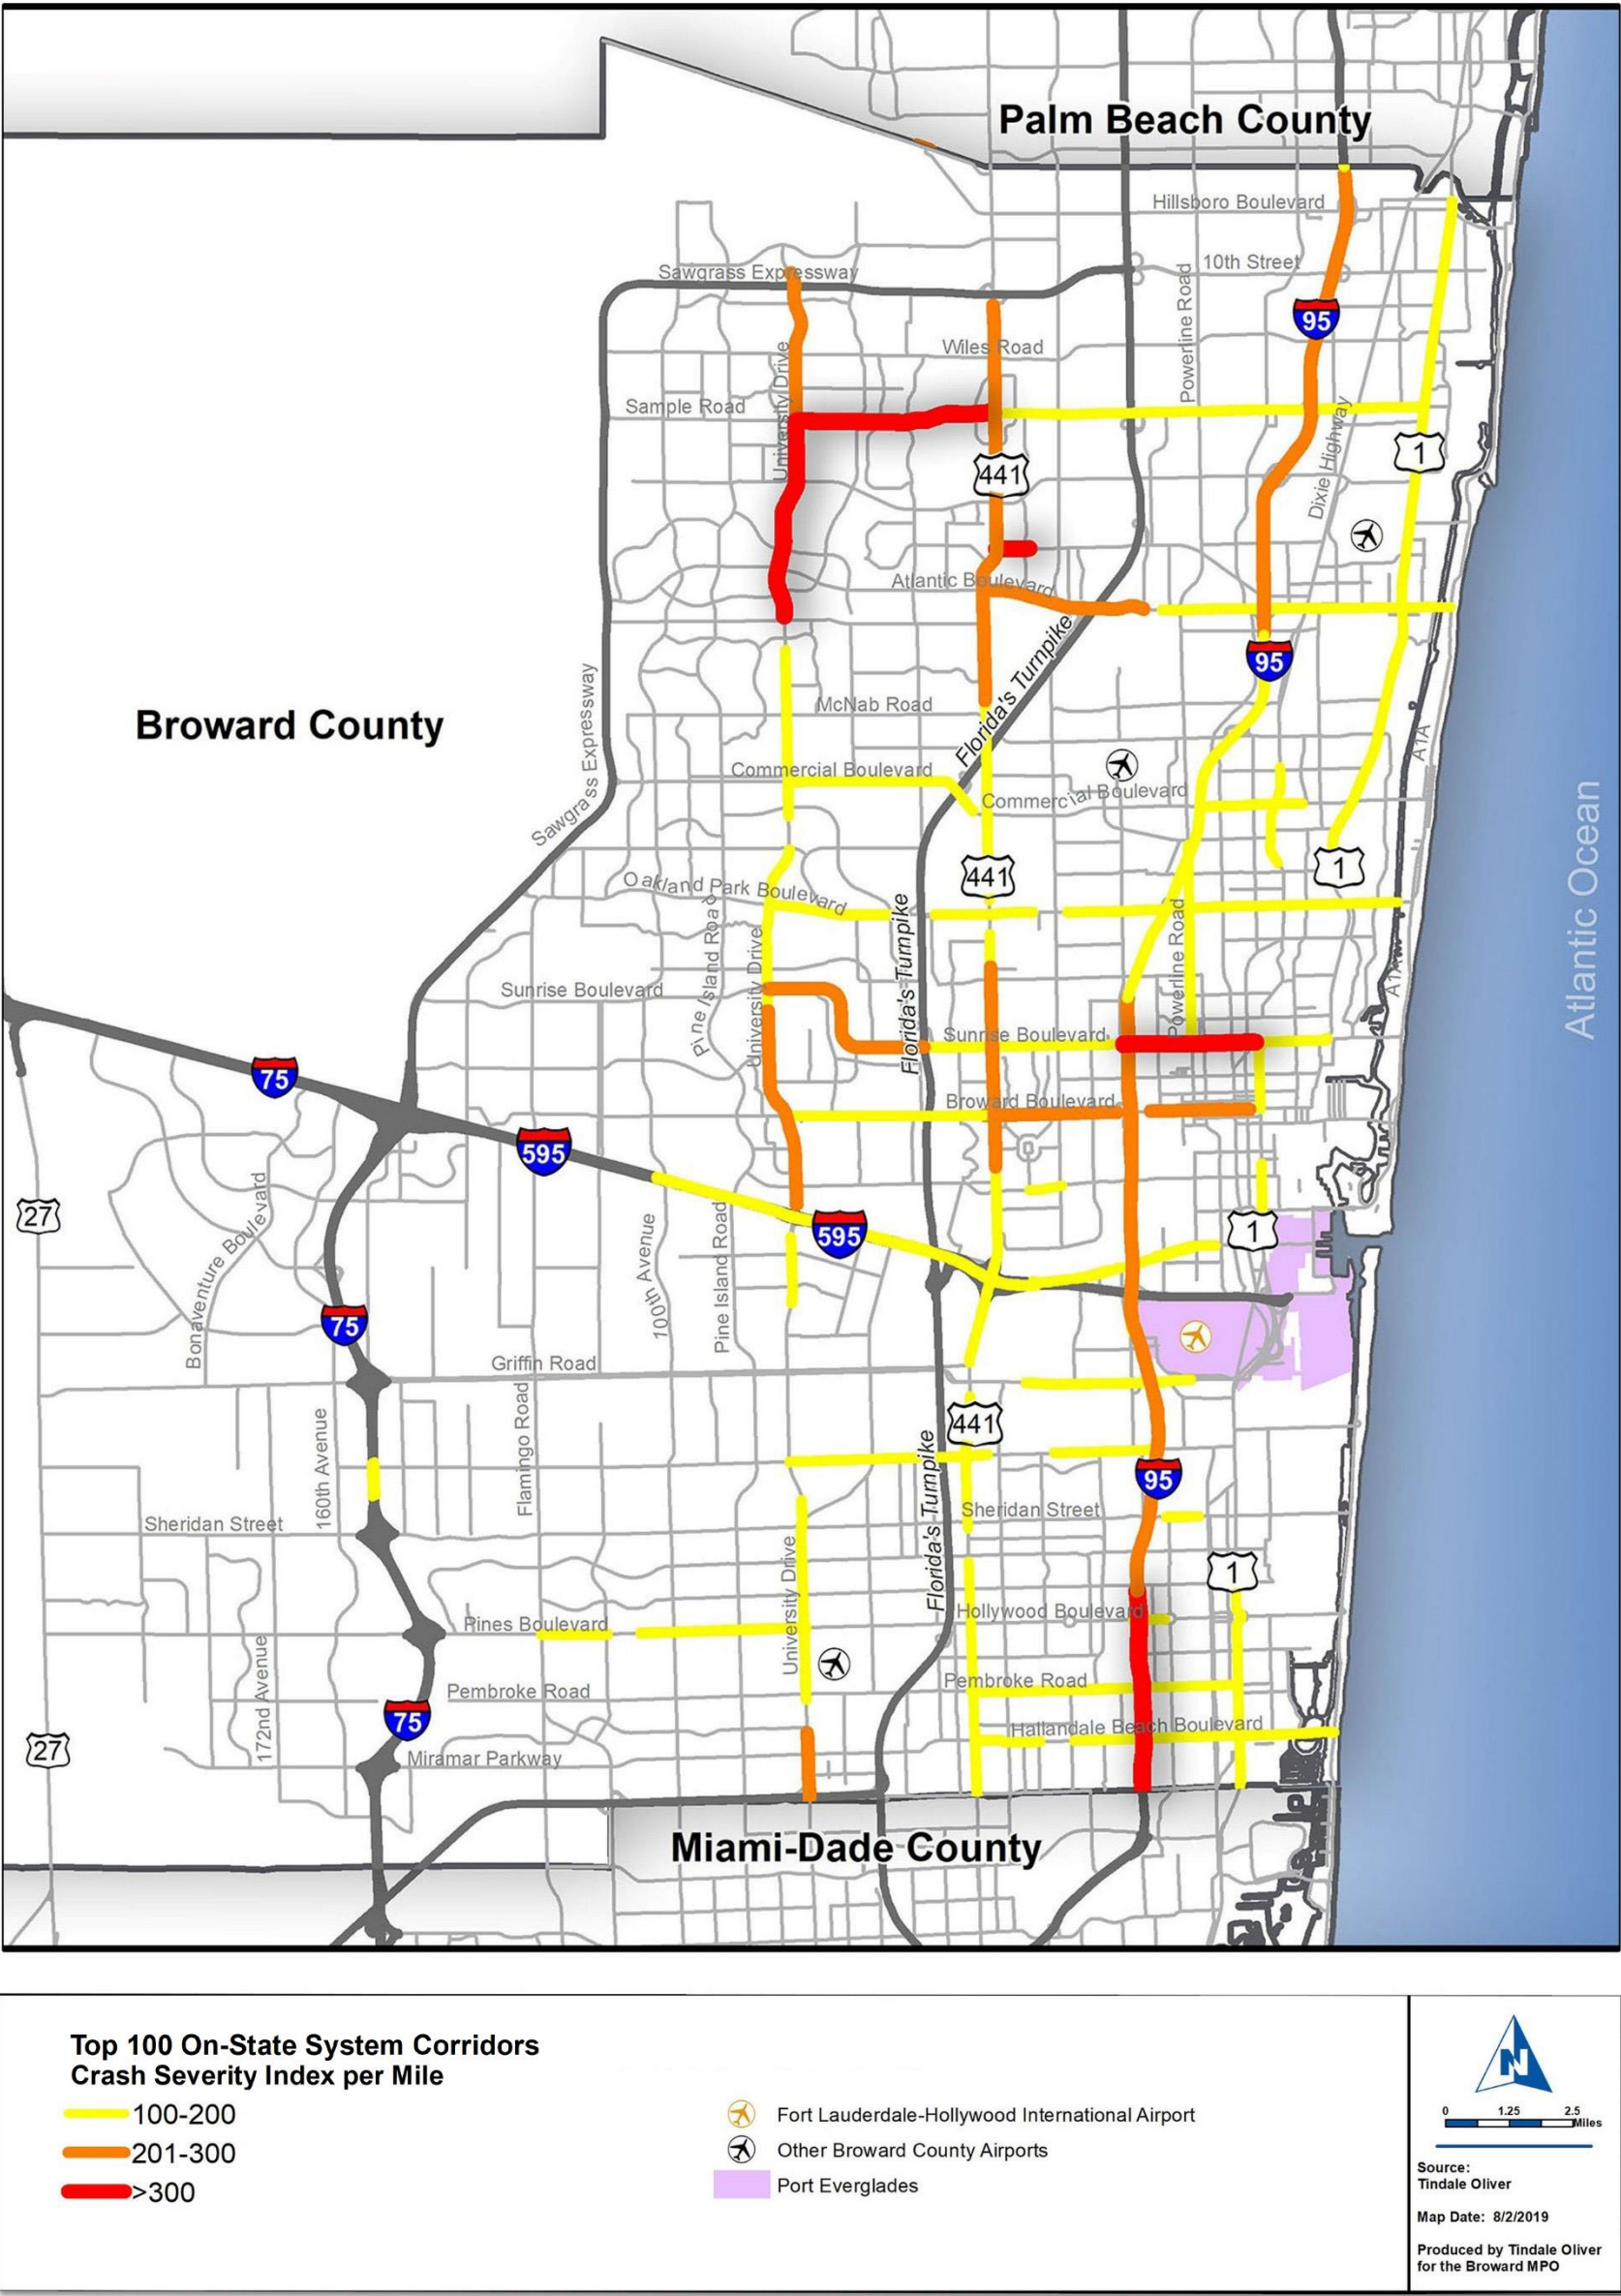 Palm Beach County
Hillsboro Boulevard
10th Street
Sawgrass Expressway
Powerline Road
95
Wiles Road
University Drive
Sample Road
Dixie Highway
1
441
Atlantic Boulevard
Florida's Turnpike
95
Sawgrass Expressway
McNab Road
Broward County
A1A
Commercial Boulevard
Commercial Boulevard
Atlantic Ocean
441
1
Oakland Park Boulevard
Pine Island Road
University Drive
Florida's Turnpike
Powerline Road
A1A
Sunrise Boulevard
Sunrise Boulevard
75
Broward Boulevard
595
27
Bonaventure Boulevard
100th Avenue
Pine Island Road
595
1
75
Griffin Road
Flamingo Road
160th Avenue
441
Florida's Turnpike
95
Sheridan Street
Sheridan Street
University Drive
1
Hollywood Boulevard
Pines Boulevard
172nd Avenue
Pembroke Road
Pembroke Road
75
Hallandale Beach Boulevard
27
Miramar Parkway
Miami-Dade County
Top 100 On-State System Corridors
Crash Severity Index per Mile
100-200
201-300
>300
Fort Lauderdale-Hollywood International Airport
Other Broward County Airports
Port Everglades
N
0 1.25 2.5
Miles
Source:
Tindale Oliver
Map Date: 8/2/2019
Produced by Tindale Oliver
for the Broward MPO